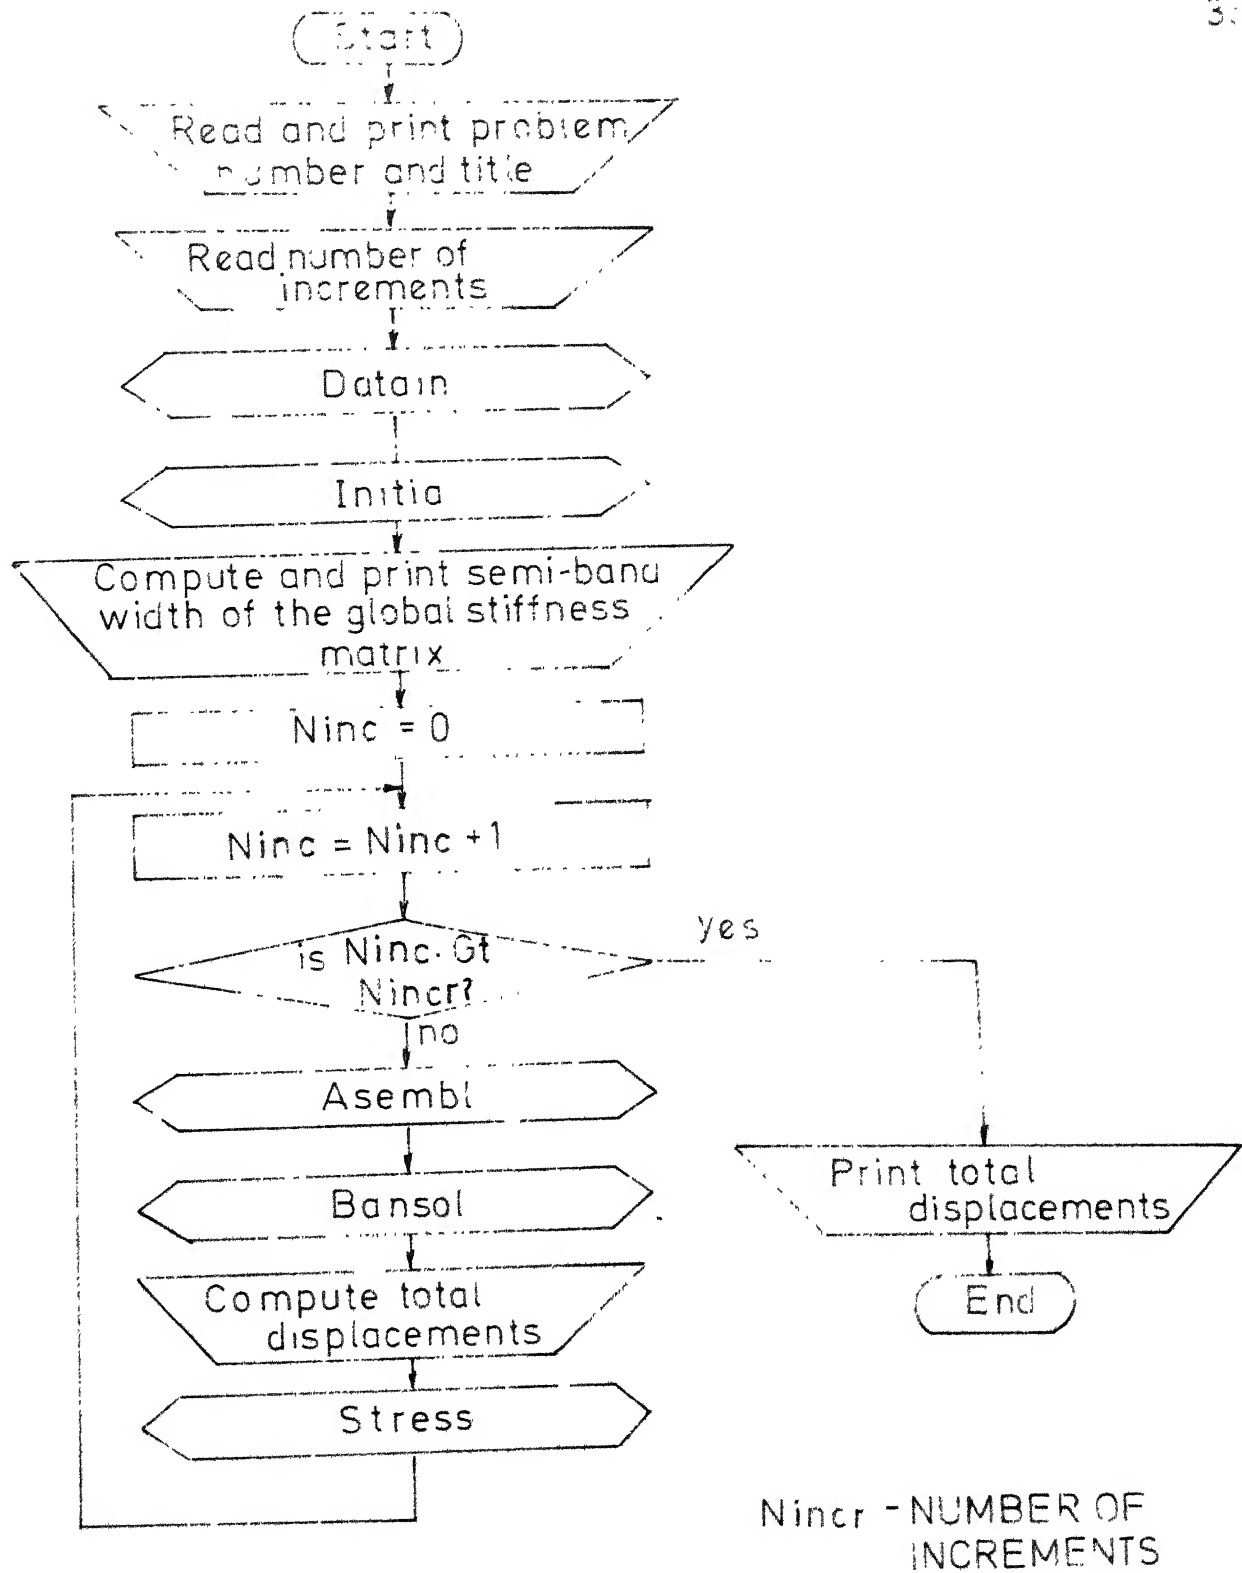 Start
Read and print problem
number and title
Read number of
increments
Datain
Initia
Compute and print semi-band
width of the global stiffness
matrix
Ninc = 0
Ninc = Ninc +1
is Ninc. Gt
Nincr?
yes
no
Asembl
Bansol
Compute total
displacements
Stress
Print total
displacements
End
Nincr - NUMBER OF
INCREMENTS